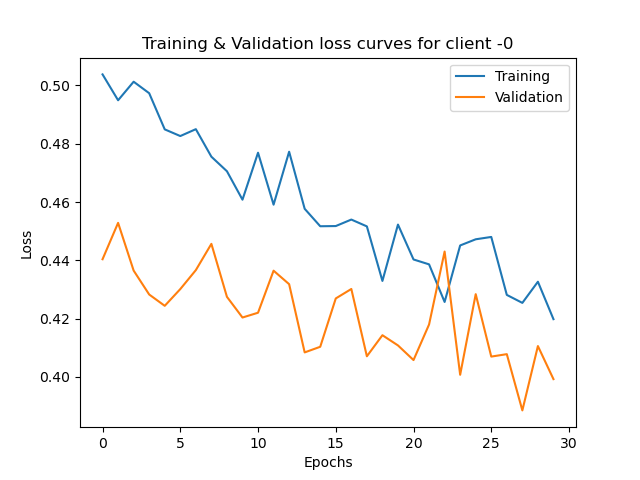 Training & Validation loss curves for client -0
Training
Validation
0.50
0.48
0.46
0.44
0.42
0.40
Loss
0 5 10 15 20 25 30
Epochs